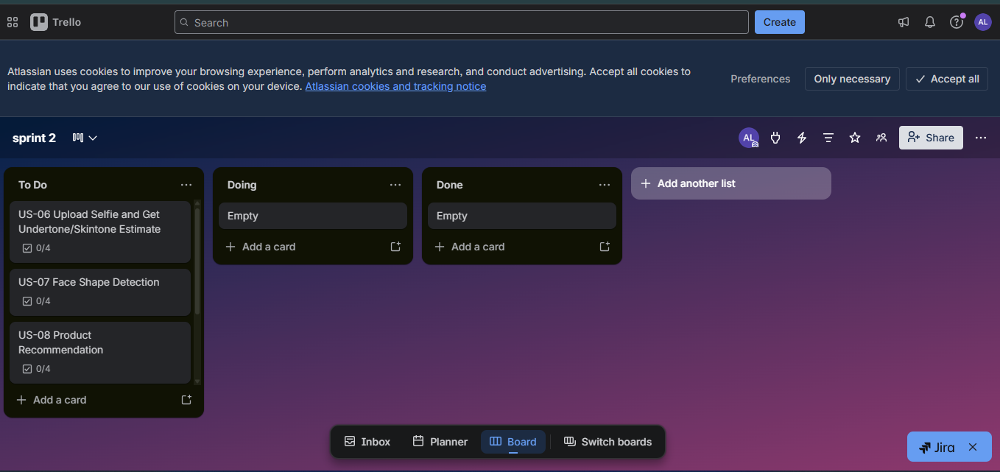 Trello
Search
Create
AL
Atlassian uses cookies to improve your browsing experience, perform analytics and research, and conduct advertising. Accept all cookies to
indicate that you agree to our use of cookies on your device. Atlassian cookies and tracking notice
Preferences
Only necessary
Accept all
sprint 2
AL
Share
To Do
US-06 Upload Selfie and Get
Undertone/Skintone Estimate
0/4
US-07 Face Shape Detection
0/4
US-08 Product
Recommendation
0/4
Add a card
Doing
Empty
Add a card
Done
Empty
Add a card
Add another list
Inbox
Planner
Board
Switch boards
Jira